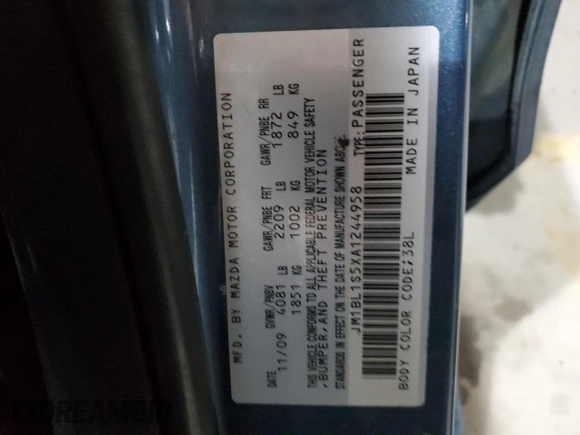 MFD. BY MAZDA MOTOR CORPORATION
DATE GVWR/PNBV GAWR/PNBE FRT GAWR/PNBE RR
11/09 4081 LB 2209 LB 1872 LB
1851 KG 1002 KG 849 KG
THIS VEHICLE CONFORMS TO ALL APPLICABLE FEDERAL MOTOR VEHICLE SAFETY
,BUMPER,AND THEFT PREVENTION
STANDARDS IN EFFECT ON THE DATE OF MANUFACTURE SHOWN ABOVE.
JM1BL1S5XA1244958 TYPE:PASSENGER
BODY COLOR CODE;38L MADE IN JAPAN